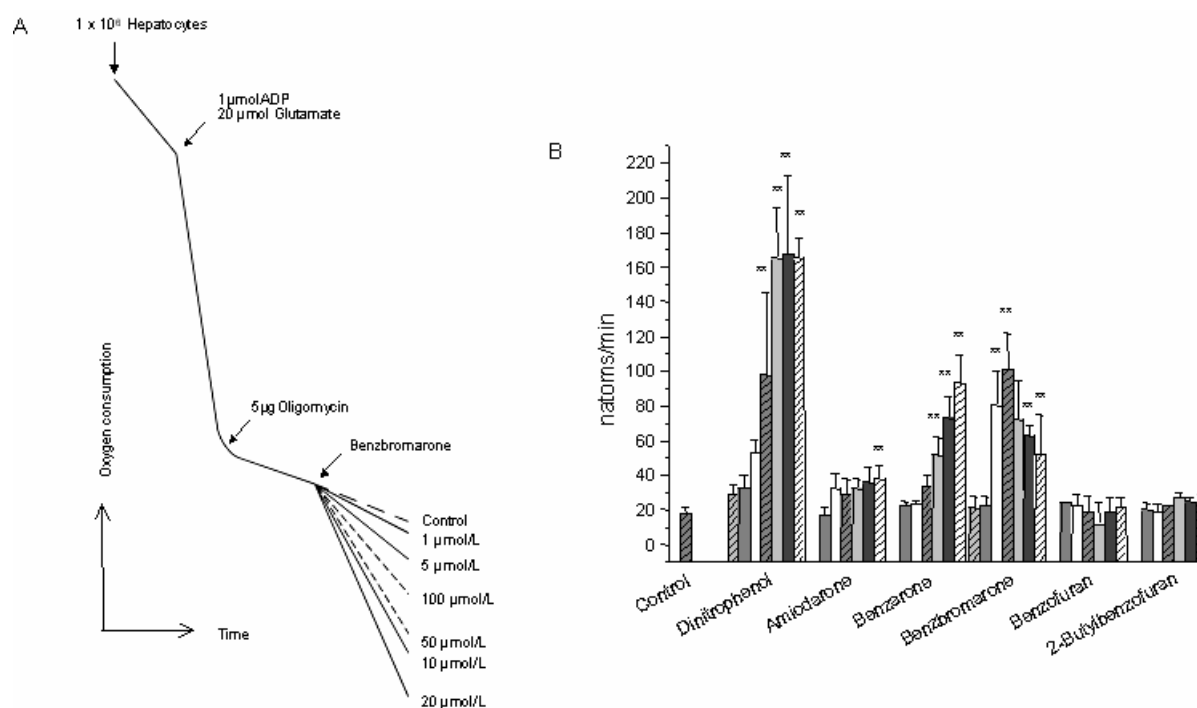 A
1 x 10⁶ Hepatocytes
1 µmol ADP
20 µmol Glutamate
5 µg Oligomycin
Benzbromarone
Oxygen consumption
Time
Control
1 µmol/L
5 µmol/L
100 µmol/L
50 µmol/L
10 µmol/L
20 µmol/L
B
natoms/min
220
200
180
160
140
120
100
80
60
40
20
0
** ** ** **
**
** ** **
** ** ** **
Control
Dinitrophenol
Amiodarone
Benzarone
Benzbromarone
Benzofuran
2-Butylbenzofuran